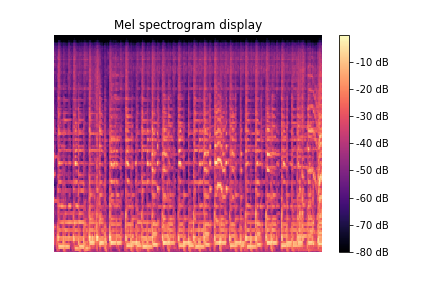 Mel spectrogram display
-10 dB
-20 dB
-30 dB
-40 dB
-50 dB
-60 dB
-70 dB
-80 dB